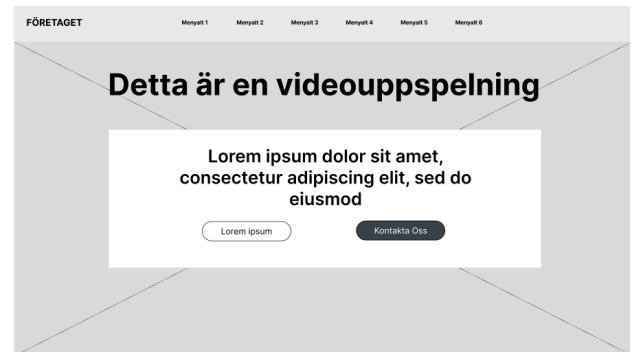 FÖRETAGET
Menyalt 1
Menyalt 2
Menyalt 3
Menyalt 4
Menyalt 5
Menyalt 6
Detta är en videouppspelning
Lorem ipsum dolor sit amet,
consectetur adipiscing elit, sed do
eiusmod
Lorem ipsum
Kontakta Oss